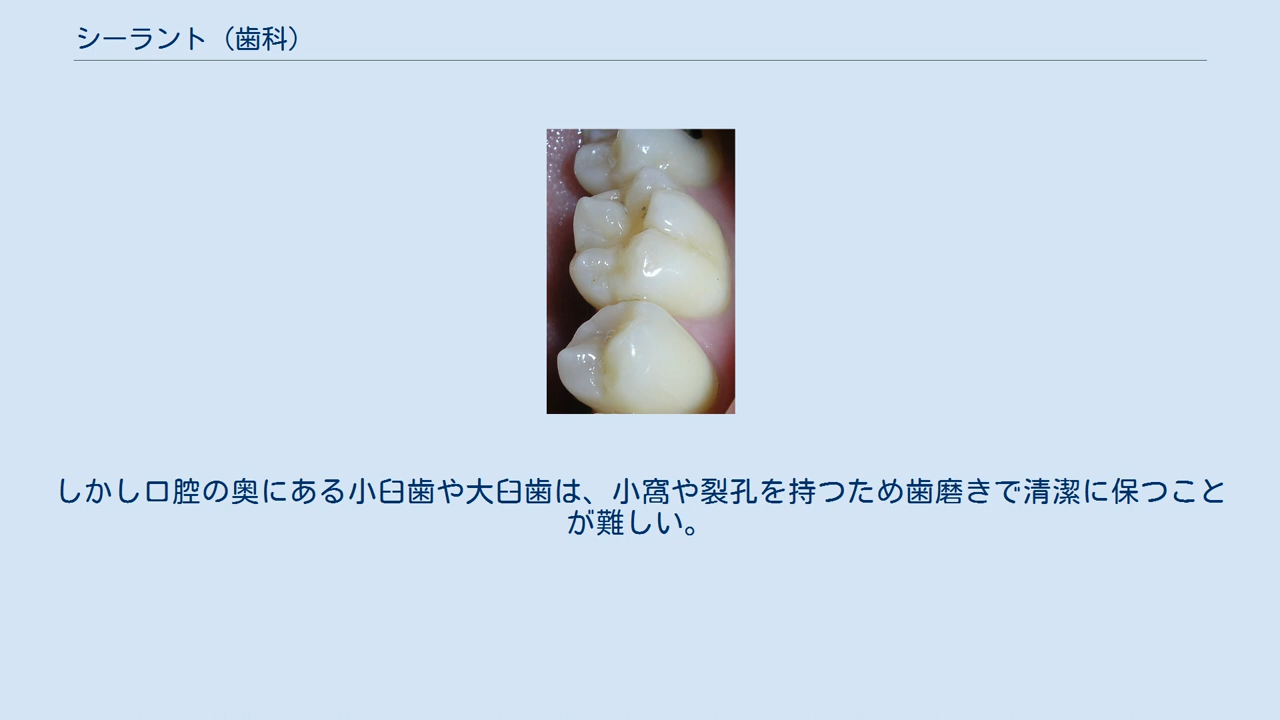 シーラント（歯科）
しかし口腔の奥にある小臼歯や大臼歯は、小窩や裂孔を持つため歯磨きで清潔に保つこと
が難しい。